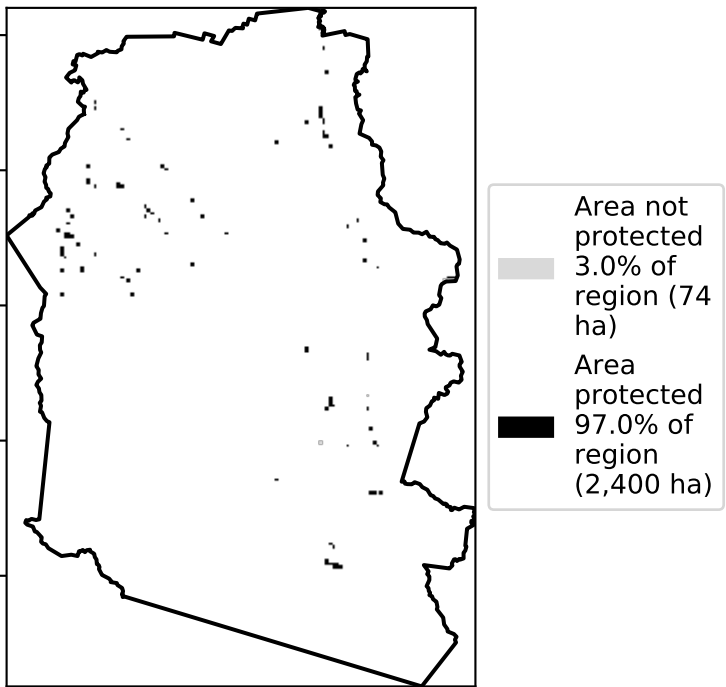 Area not
protected
3.0% of
region (74
ha)
Area
protected
97.0% of
region
(2,400 ha)